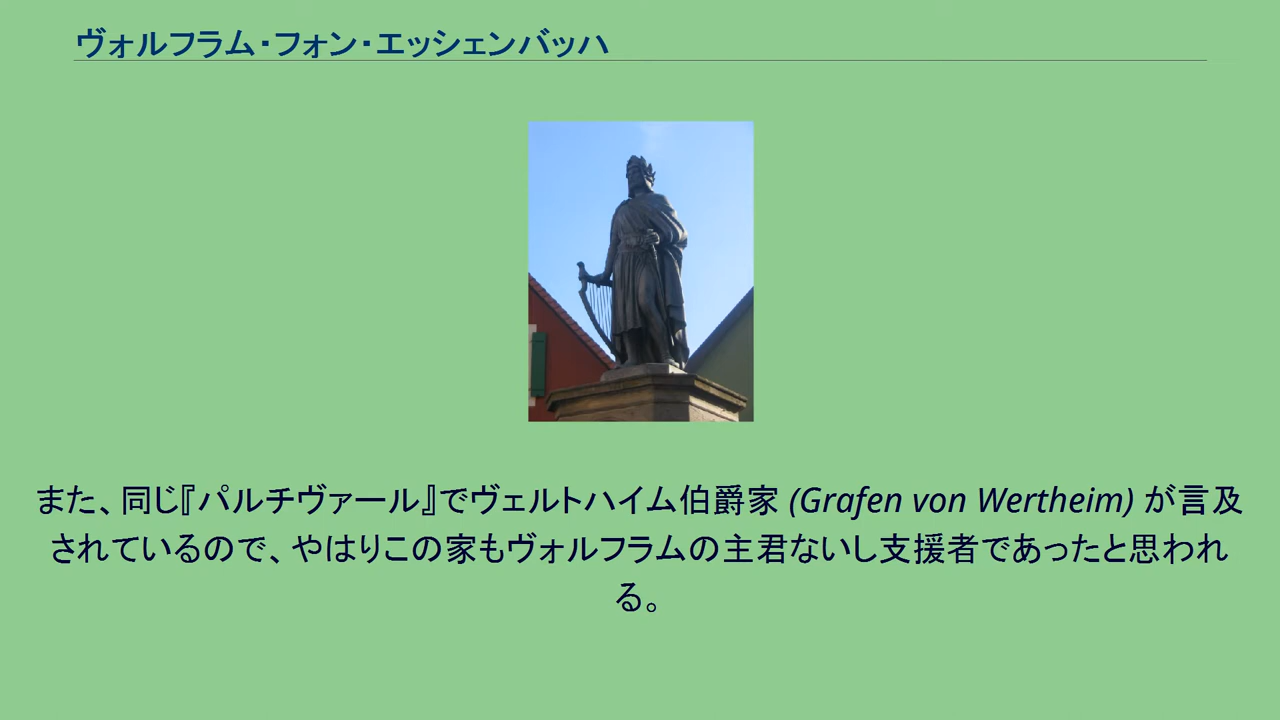 ヴォルフラム・フォン・エッシェンバッハ
また、同じ『パルチヴァール』でヴェルトハイム伯爵家 (Grafen von Wertheim) が言及
されているので、やはりこの家もヴォルフラムの主君ないし支援者であったと思われ
る。